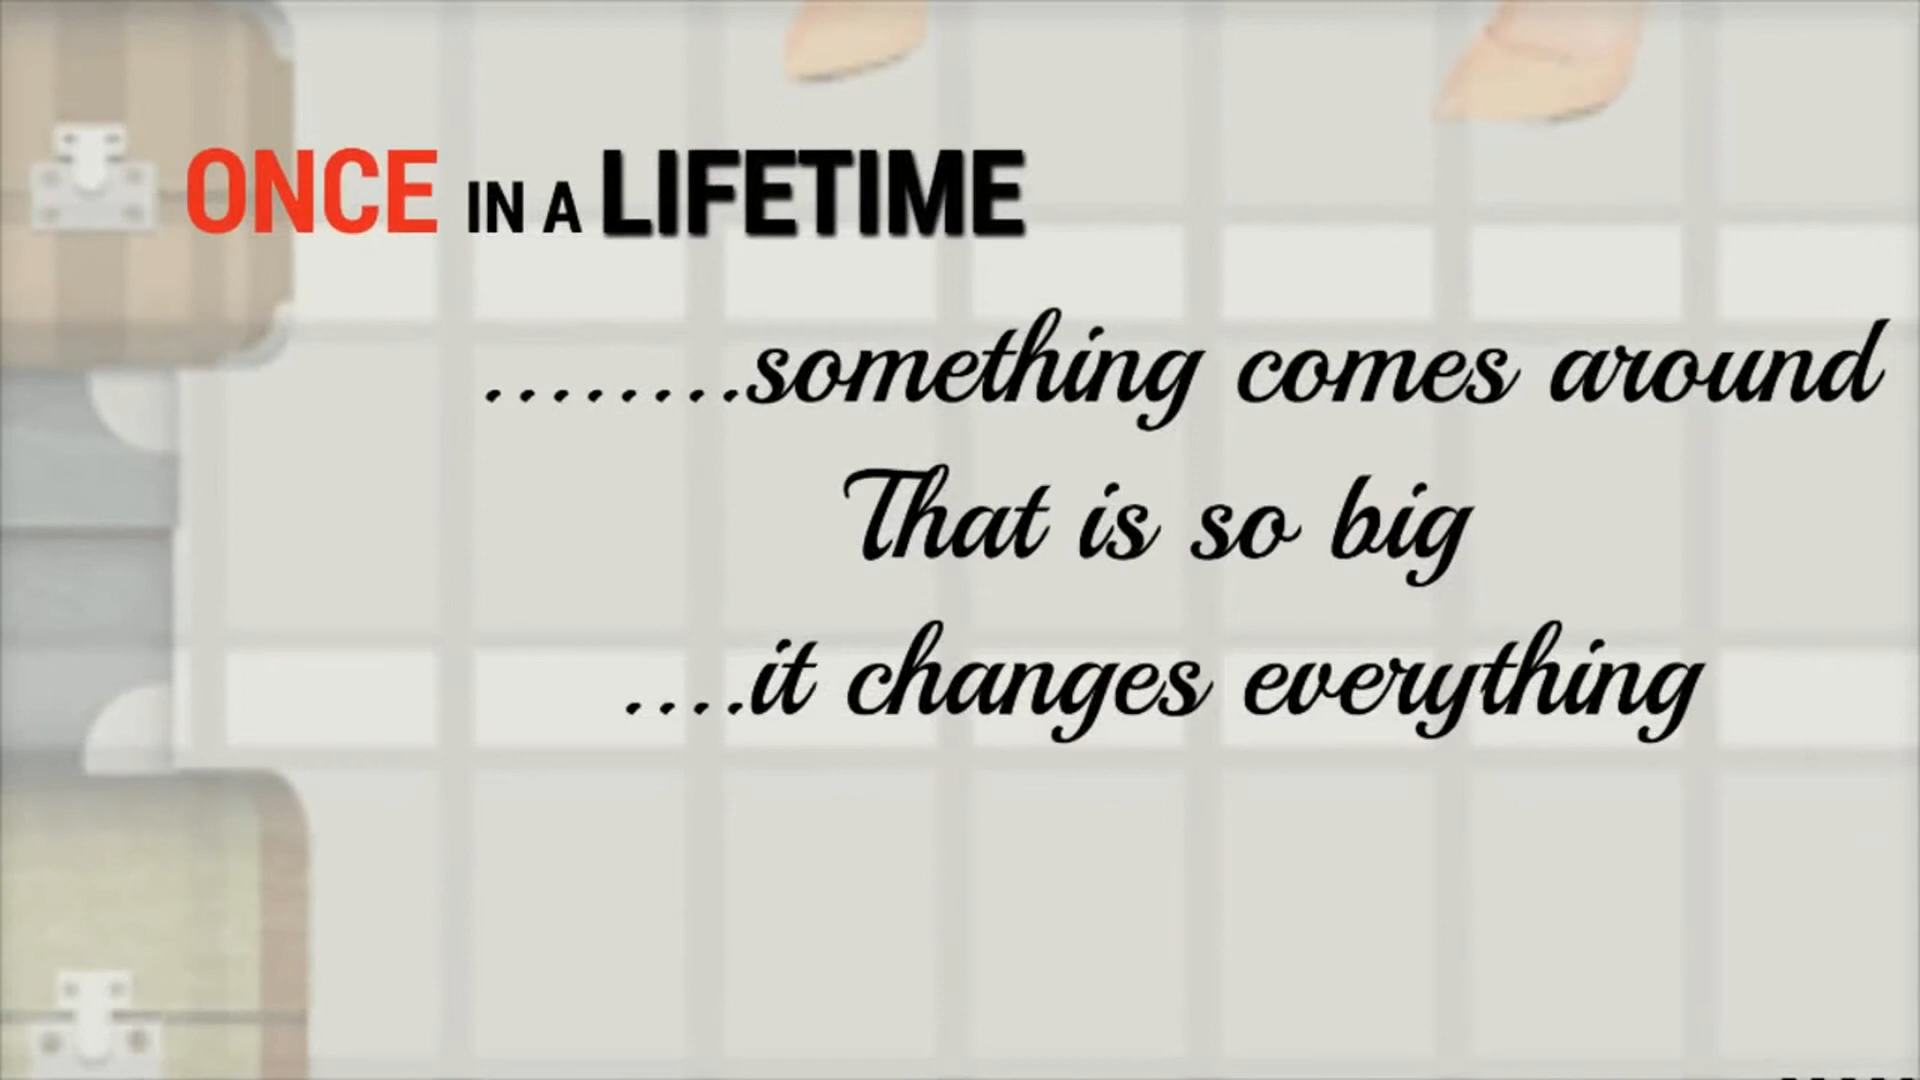 ONCE IN A LIFETIME
........something comes around
That is so big
....it changes everything